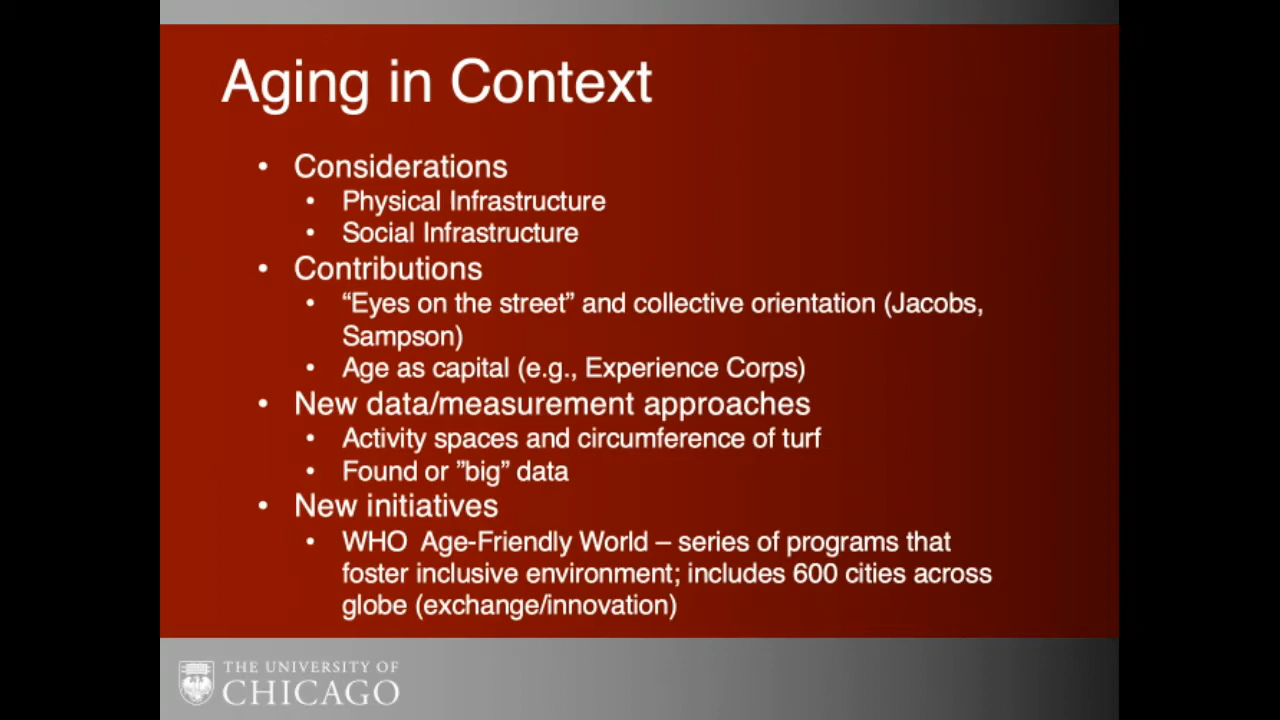 Aging in Context
• Considerations
• Physical Infrastructure
• Social Infrastructure
• Contributions
• “Eyes on the street” and collective orientation (Jacobs,
Sampson)
• Age as capital (e.g., Experience Corps)
• New data/measurement approaches
• Activity spaces and circumference of turf
• Found or ”big” data
• New initiatives
• WHO Age-Friendly World – series of programs that
foster inclusive environment; includes 600 cities across
globe (exchange/innovation)
THE UNIVERSITY OF
CHICAGO